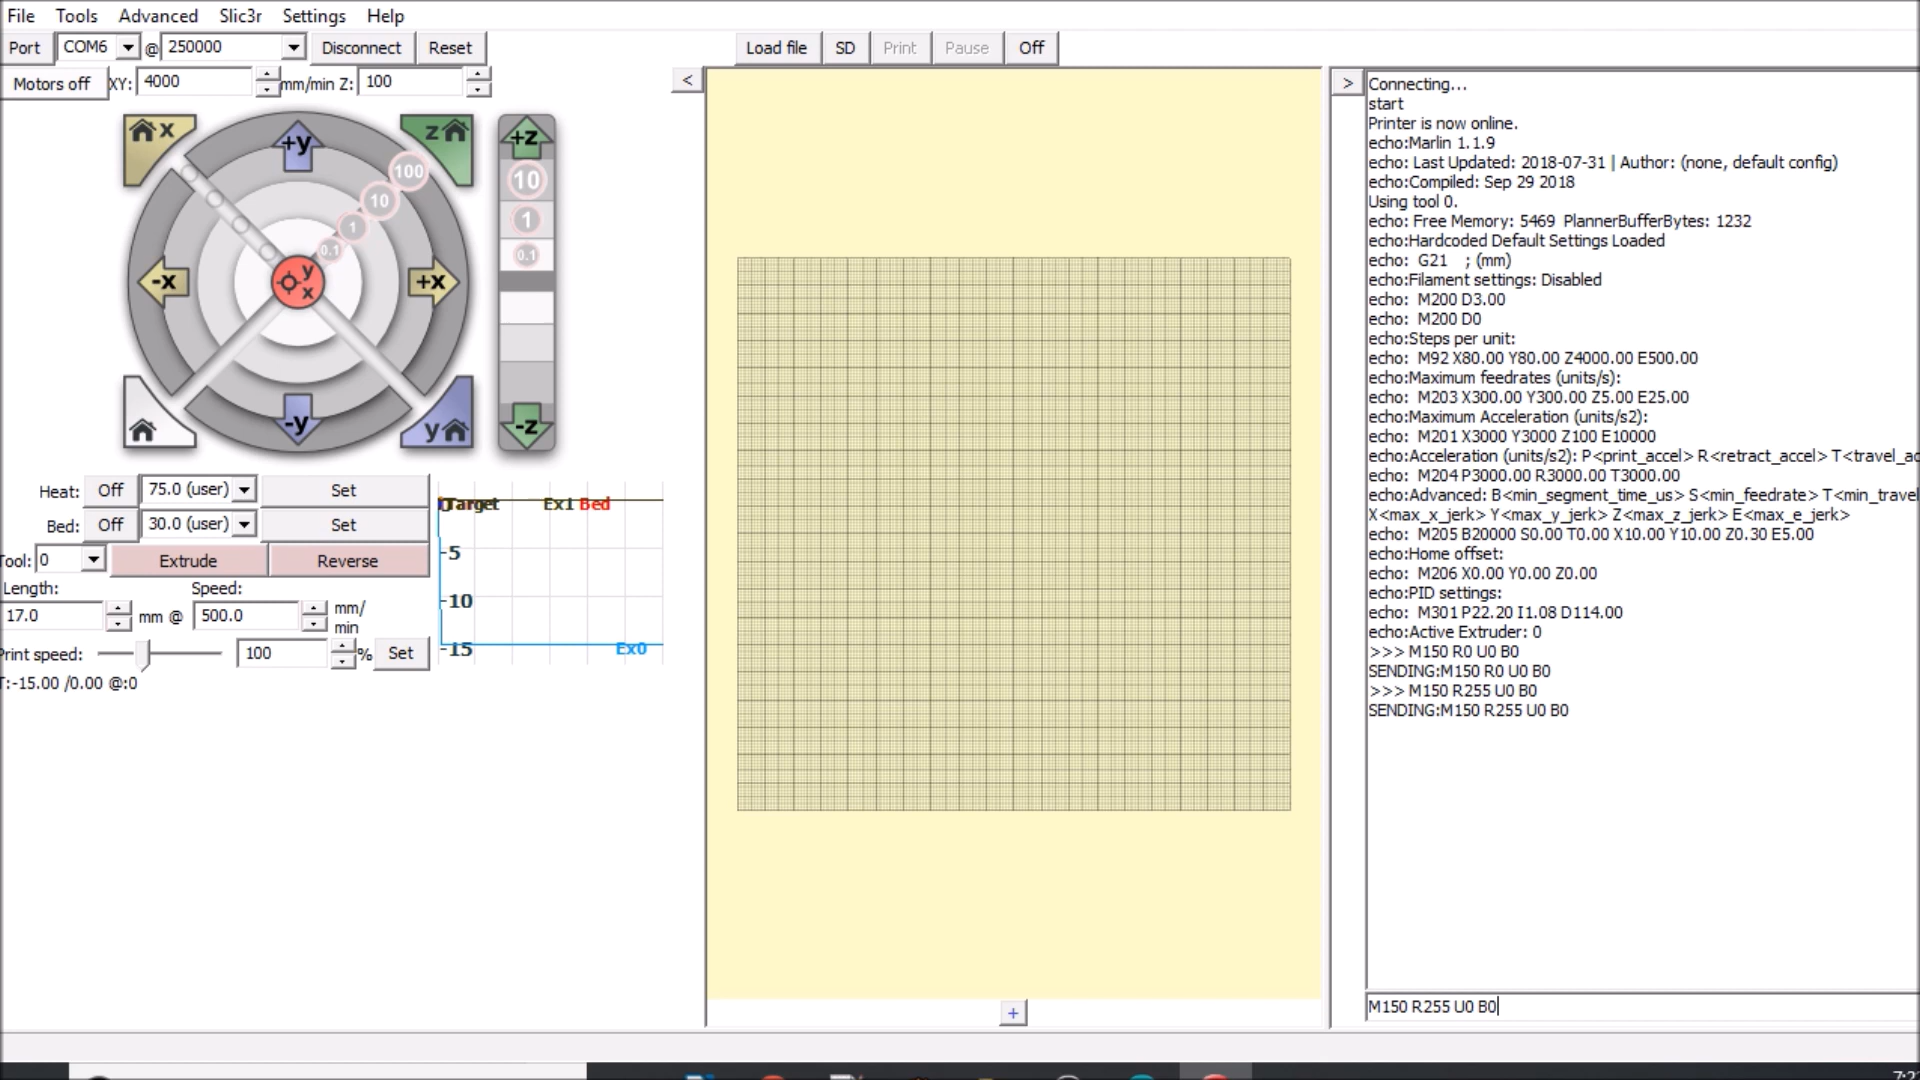 File Tools Advanced Slic3r Settings Help
Port COM6 @ 250000 Disconnect Reset
Load file SD Print Pause Off
Motors off XY: 4000 mm/min Z: 100
<
x z
+y
100
10
1
0.1
-x y x +x
-y
y
+z
10
1
0.1
-z
Heat: Off 75.0 (user) Set
Bed: Off 30.0 (user) Set
Tool: 0 Extrude Reverse
Length: Speed:
17.0 mm @ 500.0 mm/
min
Print speed: 100 % Set
T:-15.00 /0.00 @:0
Target Ex1 Bed
-5
-10
-15 Ex0
+
>
Connecting...
start
Printer is now online.
echo:Marlin 1.1.9
echo: Last Updated: 2018-07-31 | Author: (none, default config)
echo:Compiled: Sep 29 2018
Using tool 0.
echo: Free Memory: 5469 PlannerBufferBytes: 1232
echo:Hardcoded Default Settings Loaded
echo: G21 ; (mm)
echo:Filament settings: Disabled
echo: M200 D3.00
echo: M200 D0
echo:Steps per unit:
echo: M92 X80.00 Y80.00 Z4000.00 E500.00
echo:Maximum feedrates (units/s):
echo: M203 X300.00 Y300.00 Z5.00 E25.00
echo:Maximum Acceleration (units/s2):
echo: M201 X3000 Y3000 Z100 E10000
echo:Acceleration (units/s2): P<print_accel> R<retract_accel> T<travel_ac
echo: M204 P3000.00 R3000.00 T3000.00
echo:Advanced: B<min_segment_time_us> S<min_feedrate> T<min_travel
X<max_x_jerk> Y<max_y_jerk> Z<max_z_jerk> E<max_e_jerk>
echo: M205 B20000 S0.00 T0.00 X10.00 Y10.00 Z0.30 E5.00
echo:Home offset:
echo: M206 X0.00 Y0.00 Z0.00
echo:PID settings:
echo: M301 P22.20 I1.08 D114.00
echo:Active Extruder: 0
>>> M150 R0 U0 B0
SENDING:M150 R0 U0 B0
>>> M150 R255 U0 B0
SENDING:M150 R255 U0 B0
M150 R255 U0 B0